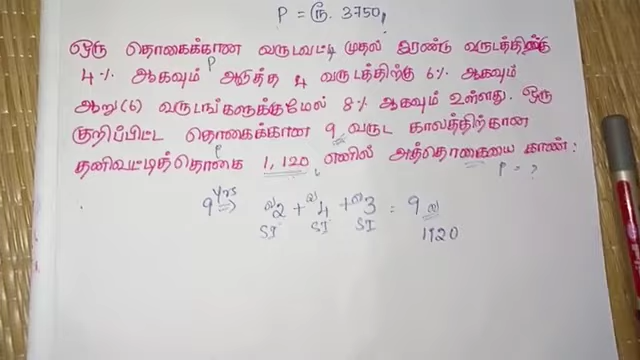 P = ரூ. 3750,
ஒரு தொகைக்கான வருடவட்டி முதல் இரண்டு வருடத்திற்கு
P
4% ஆகவும் அடுத்த 4 வருடத்திற்கு 6% ஆகவும்
ஆறு (6) வருடங்களுக்குமேல் 8% ஆகவும் உள்ளது. ஒரு
குறிப்பிட்ட தொகைக்கான 9 வருட காலத்திற்கான
P
தனிவட்டித்தொகை 1,120, எனில் அத்தொகையை காண்:
P = ?
9 Yrs ⇒ 2 + 4 + 3 = 9
SI SI SI 1120